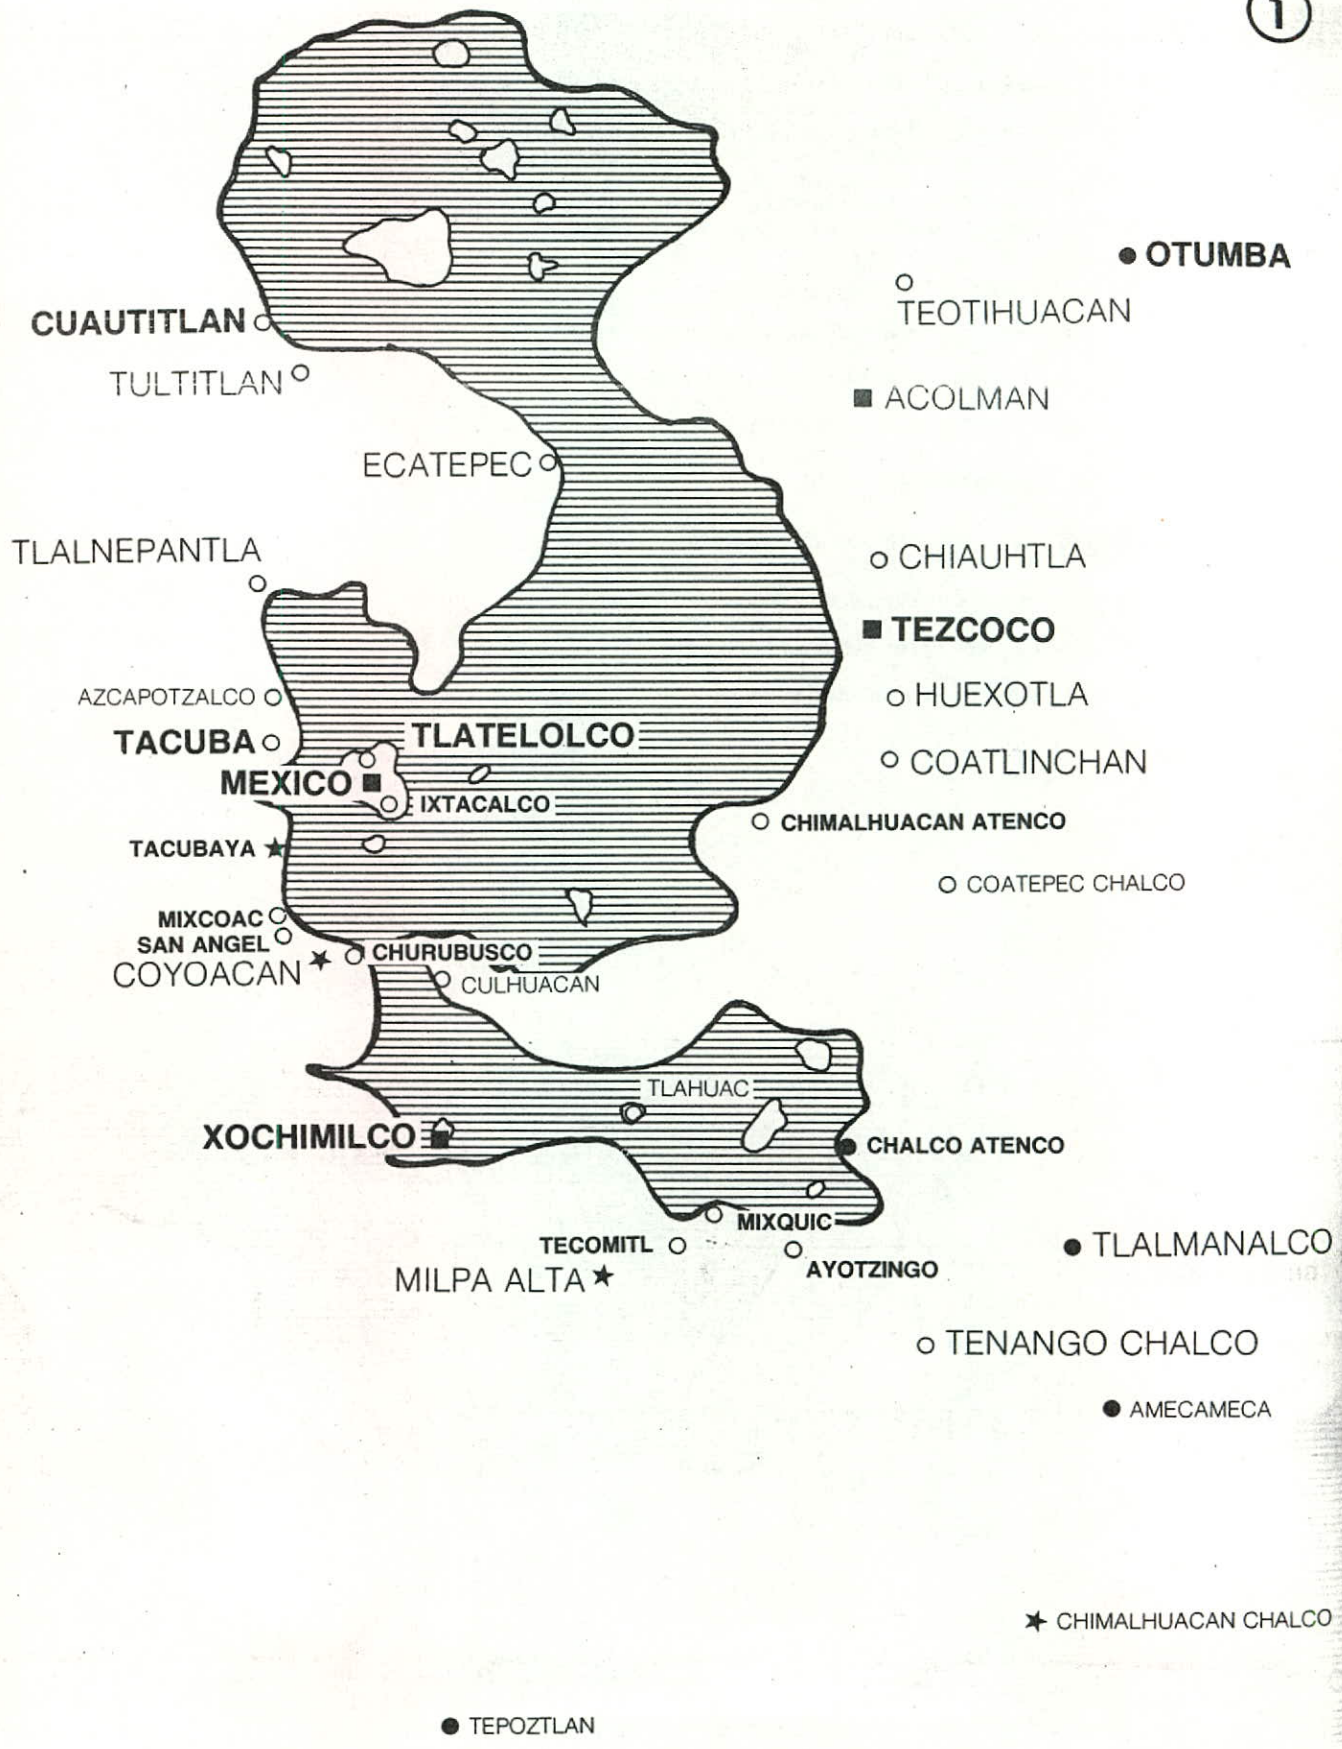 1
OTUMBA
TEOTIHUACAN
CUAUTITLAN
TULTITLAN
ACOLMAN
ECATEPEC
TLALNEPANTLA
CHIAUHTLA
TEZCOCO
AZCAPOTZALCO
HUEXOTLA
TACUBA
TLATELOLCO
COATLINCHAN
MEXICO
IXTACALCO
CHIMALHUACAN ATENCO
TACUBAYA
COATEPEC CHALCO
MIXCOAC
SAN ANGEL
CHURUBUSCO
COYOACAN
CULHUACAN
TLAHUAC
XOCHIMILCO
CHALCO ATENCO
MIXQUIC
TECOMITL
TLALMANALCO
AYOTZINGO
MILPA ALTA
TENANGO CHALCO
AMECAMECA
CHIMALHUACAN CHALCO
TEPOZTLAN